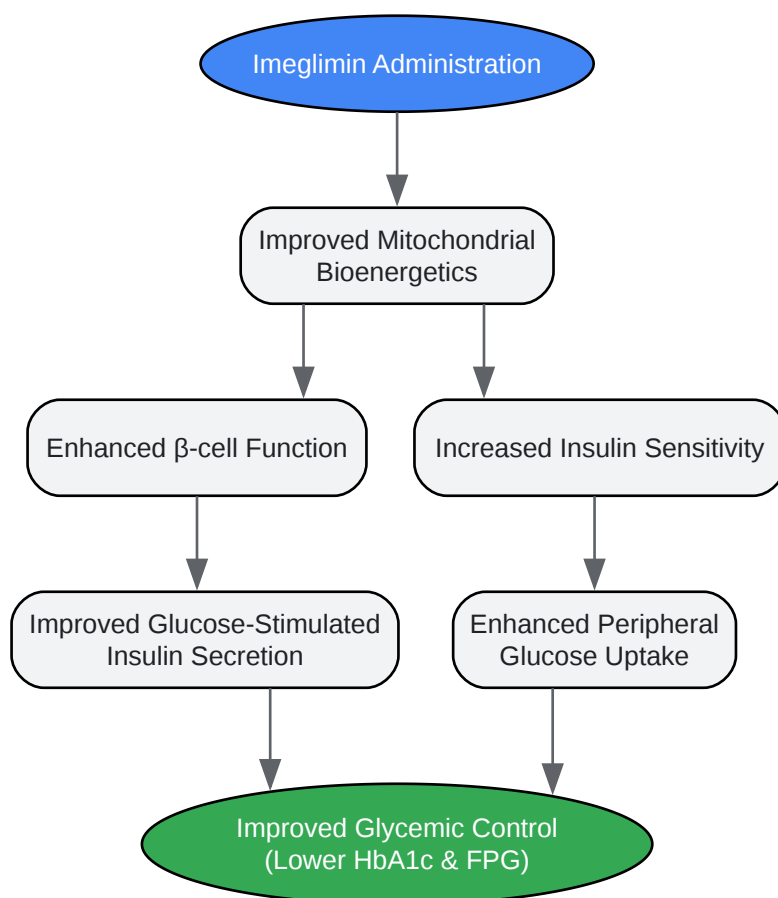 Imeglimin Administration
Improved Mitochondrial
Bioenergetics
Enhanced β-cell Function
Increased Insulin Sensitivity
Improved Glucose-Stimulated
Insulin Secretion
Enhanced Peripheral
Glucose Uptake
Improved Glycemic Control
(Lower HbA1c & FPG)